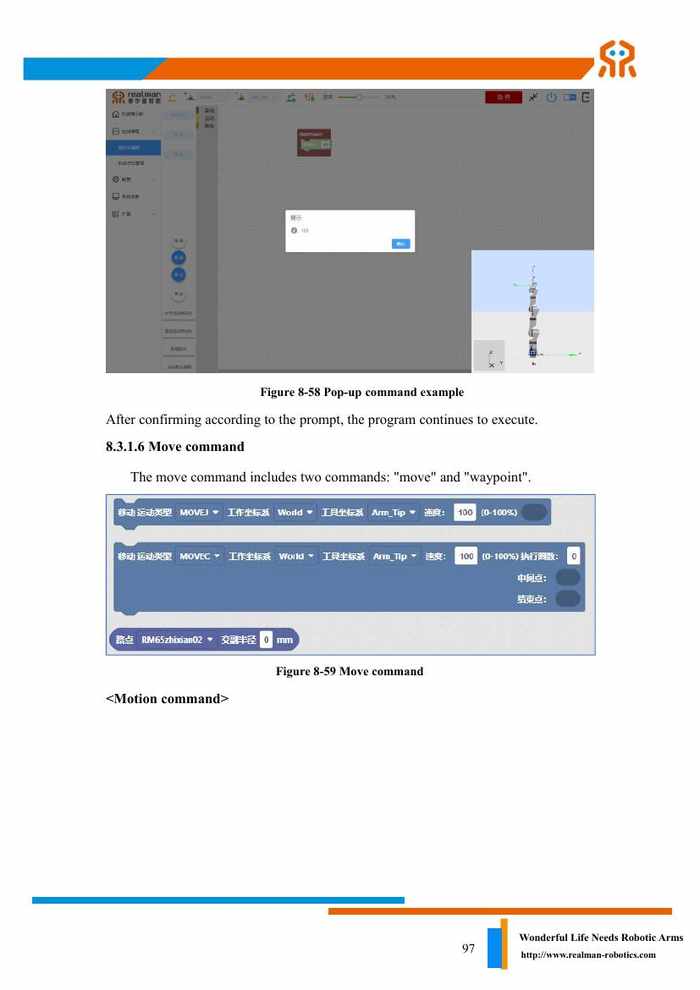 realman
提示
Figure 8-58 Pop-up command example
After confirming according to the prompt, the program continues to execute.
8.3.1.6 Move command
The move command includes two commands: "move" and "waypoint".
移动 运动类型 MOVEJ 工作坐标系 World 工具坐标系 Arm_Tip 速度： 100 (0-100%)
移动 运动类型 MOVEC 工作坐标系 World 工具坐标系 Arm_Tip 速度： 100 (0-100%) 执行圈数： 0
中间点：
结束点：
路点 RM65zhixian02 交融半径 0 mm
Figure 8-59 Move command
<Motion command>
97
Wonderful Life Needs Robotic Arms
http://www.realman-robotics.com